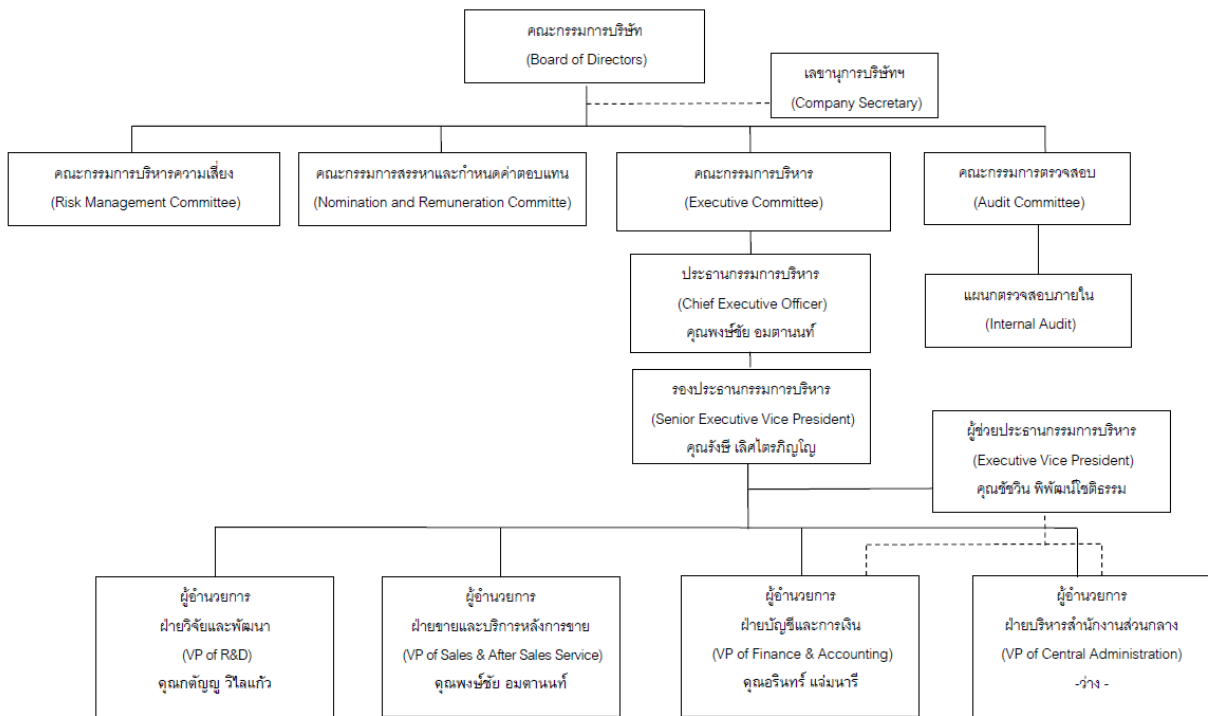 คณะกรรมการบริษัท
(Board of Directors)
เลขานุการบริษัทฯ
(Company Secretary)
คณะกรรมการบริหารความเสี่ยง
(Risk Management Committee)
คณะกรรมการสรรหาและกำหนดค่าตอบแทน
(Nomination and Remuneration Committe)
คณะกรรมการบริหาร
(Executive Committee)
คณะกรรมการตรวจสอบ
(Audit Committee)
ประธานกรรมการบริหาร
(Chief Executive Officer)
คุณพงษ์ชัย อมตานนท์
แผนกตรวจสอบภายใน
(Internal Audit)
รองประธานกรรมการบริหาร
(Senior Executive Vice President)
คุณรังษี เลิศไตรภิญโญ
ผู้ช่วยประธานกรรมการบริหาร
(Executive Vice President)
คุณชัชวิน พิพัฒน์โชติธรรม
ผู้อำนวยการ
ฝ่ายวิจัยและพัฒนา
(VP of R&D)
คุณกตัญญู วิไลแก้ว
ผู้อำนวยการ
ฝ่ายขายและบริการหลังการขาย
(VP of Sales & After Sales Service)
คุณพงษ์ชัย อมตานนท์
ผู้อำนวยการ
ฝ่ายบัญชีและการเงิน
(VP of Finance & Accounting)
คุณอรินทร์ แจ่มนารี
ผู้อำนวยการ
ฝ่ายบริหารสำนักงานส่วนกลาง
(VP of Central Administration)
-ว่าง -